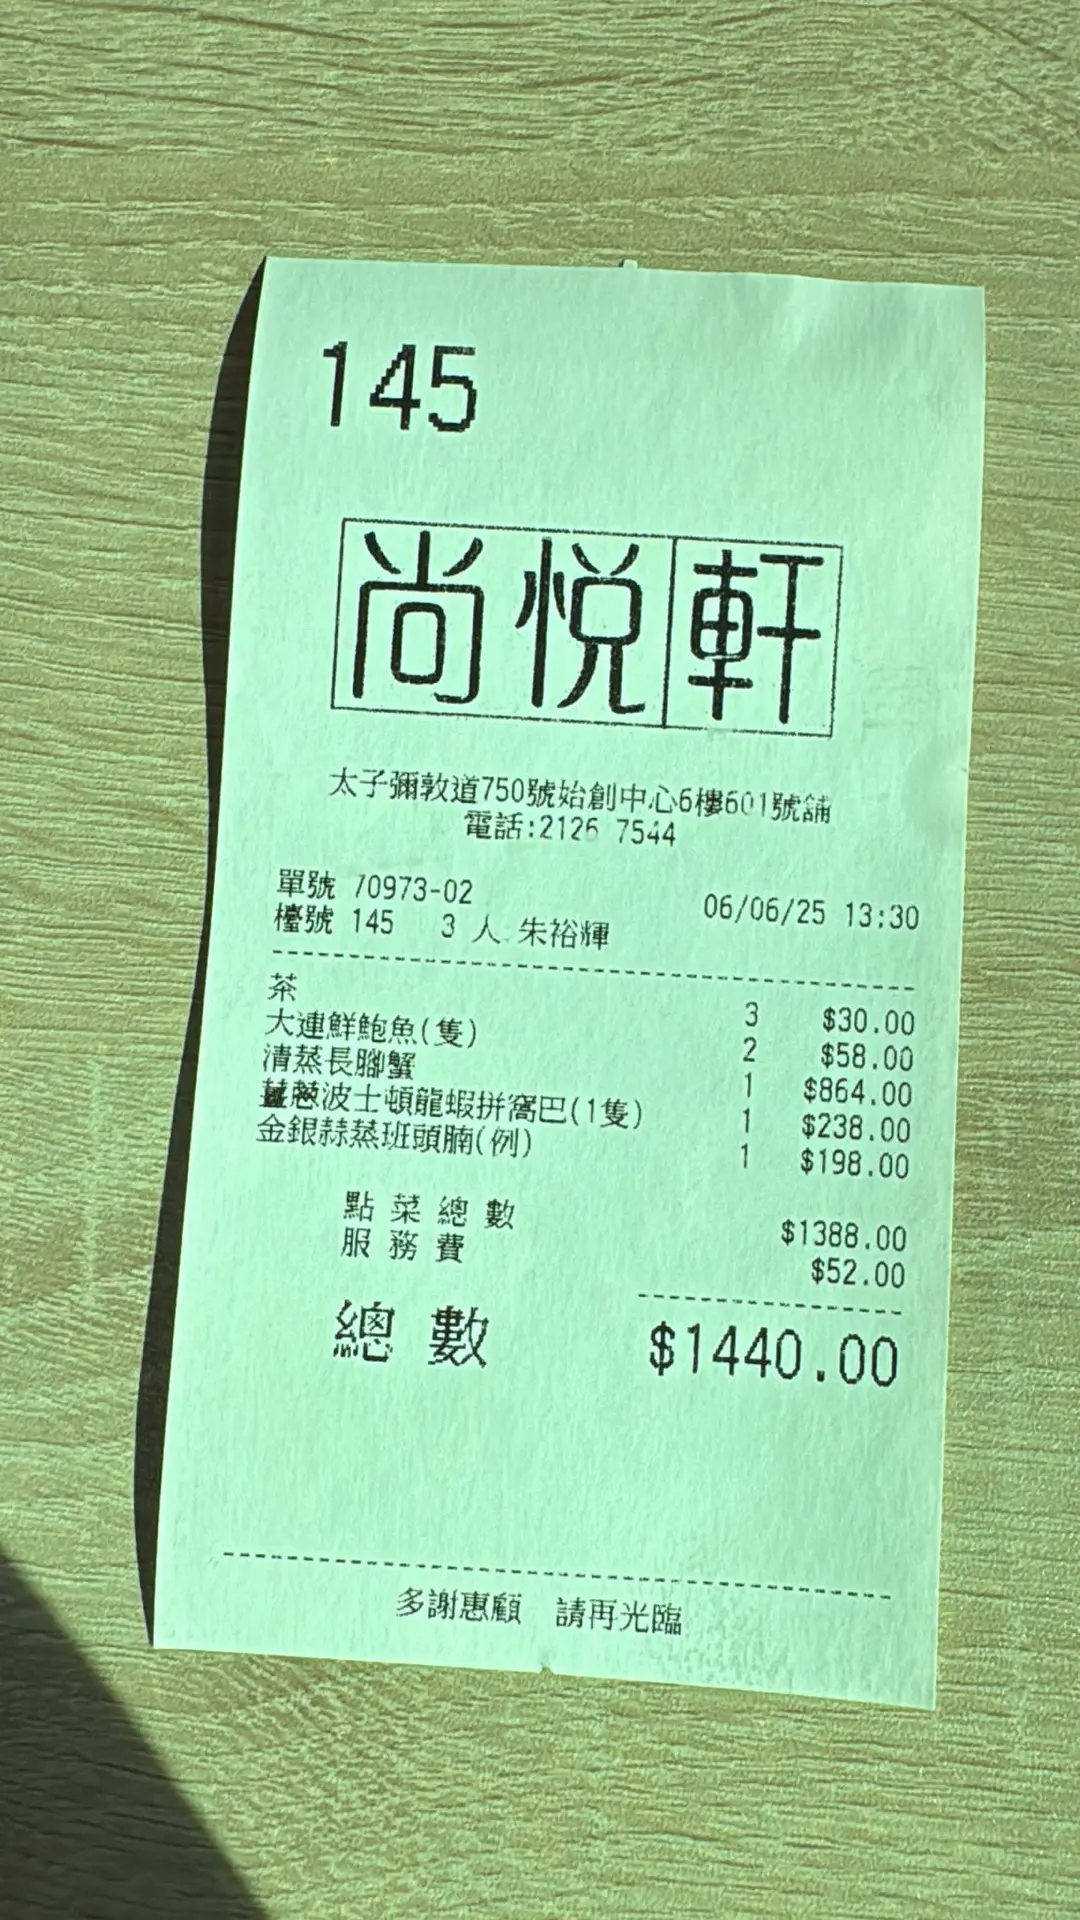 145
尚悅軒
太子彌敦道750號始創中心6樓601號舖
電話:2126 7544
單號 70973-02 06/06/25 13:30
檯號 145 3 人 朱裕輝
茶 3 $30.00
大連鮮鮑魚(隻) 2 $58.00
清蒸長腳蟹 1 $864.00
薑蔥波士頓龍蝦拼窩巴(1隻) 1 $238.00
金銀蒜蒸班頭腩(例) 1 $198.00
點菜總數 $1388.00
服務費 $52.00
總數 $1440.00
多謝惠顧 請再光臨